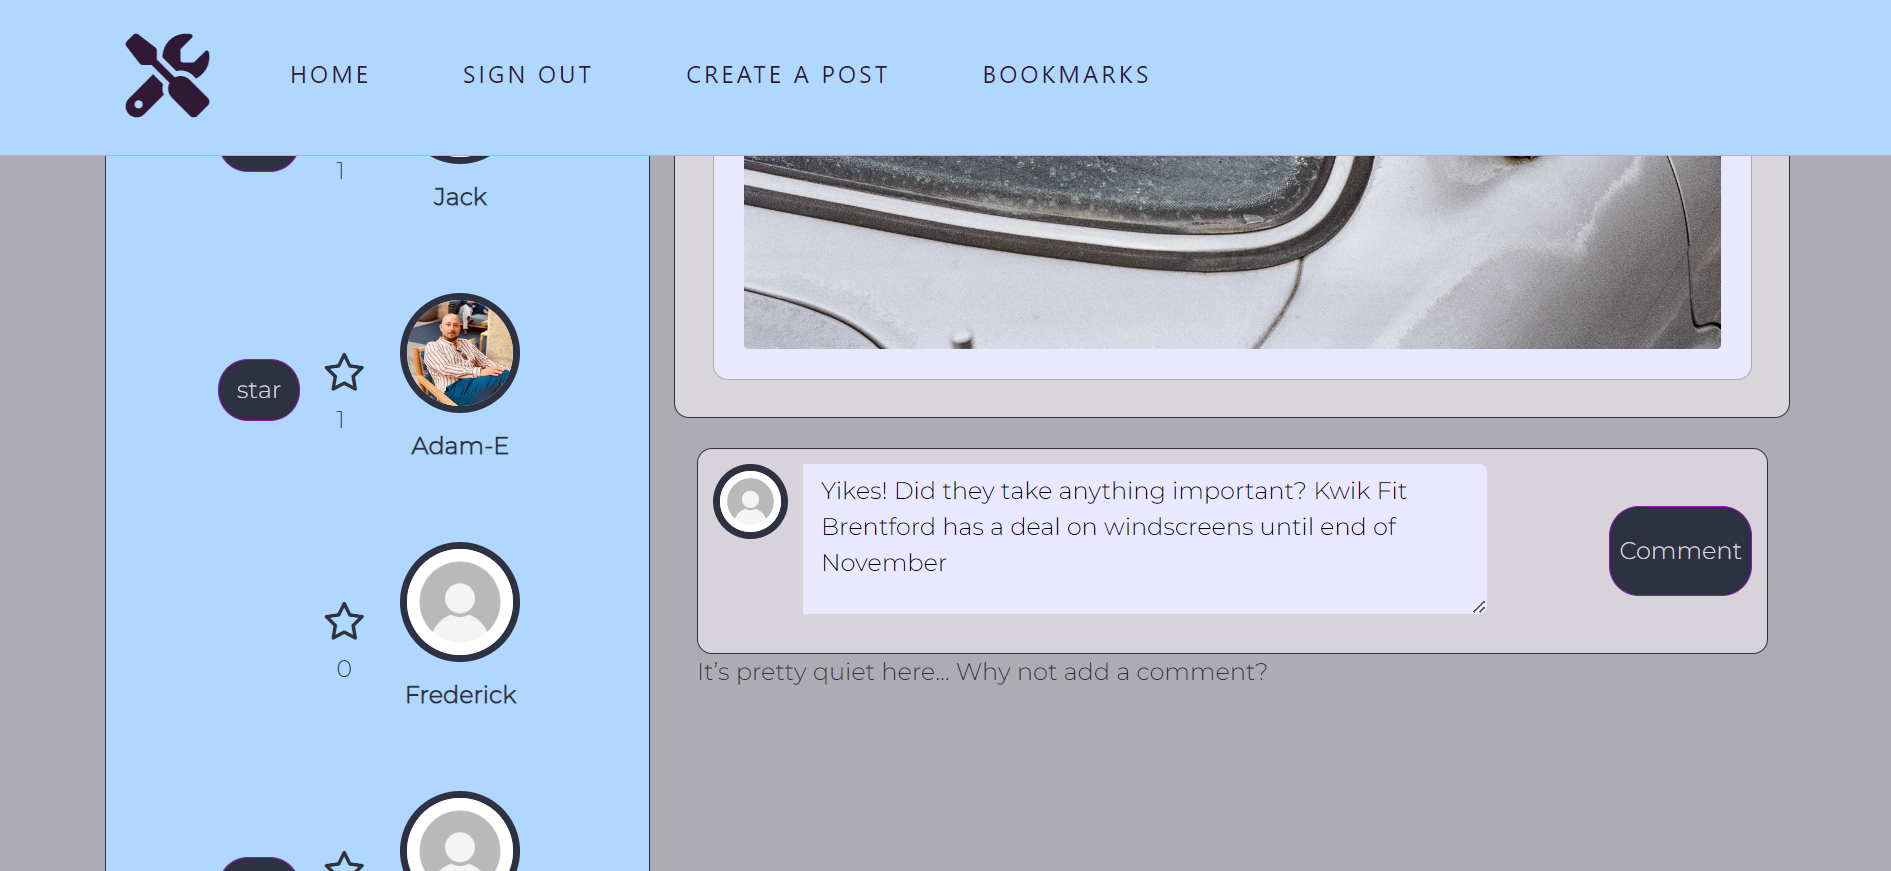 HOME SIGN OUT CREATE A POST BOOKMARKS
1
Jack
star
1
Adam-E
0
Frederick
Yikes! Did they take anything important? Kwik Fit
Brentford has a deal on windscreens until end of
November
Comment
It's pretty quiet here... Why not add a comment?